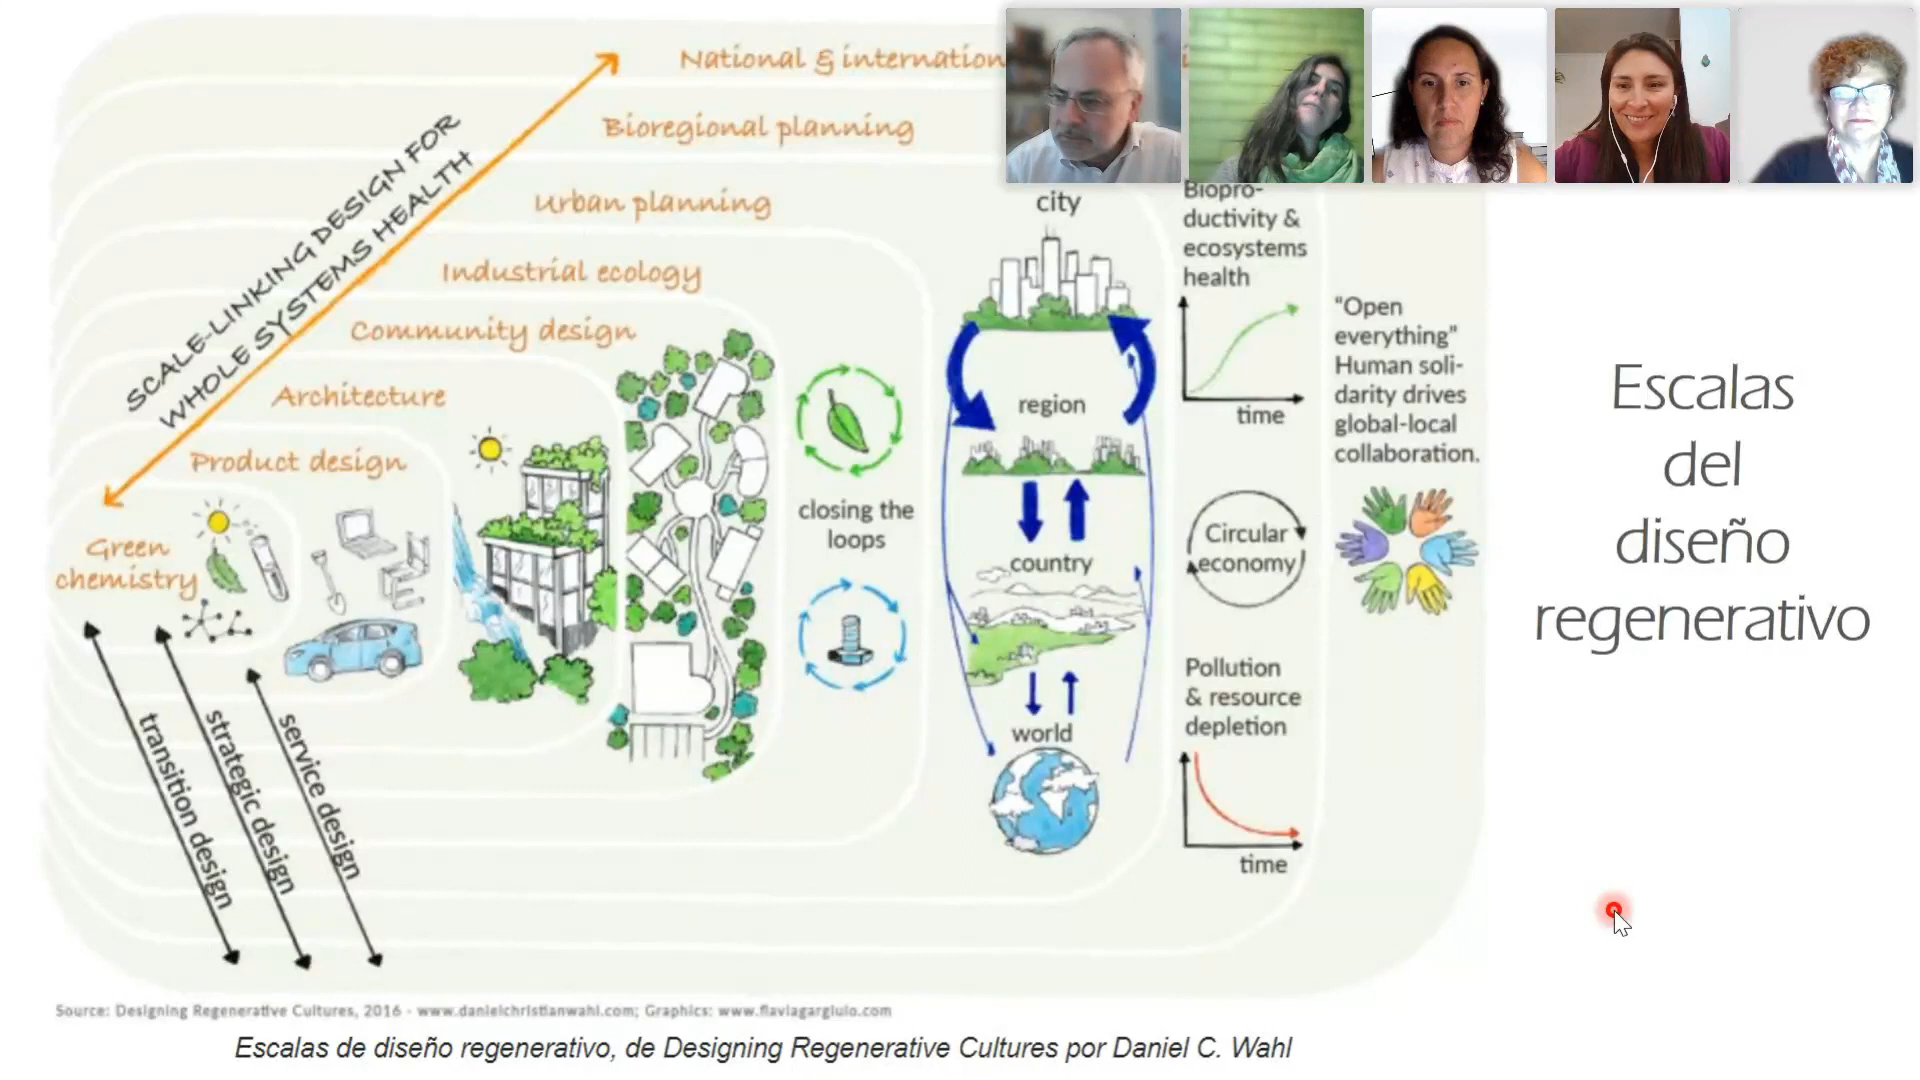 National & internation
Bioregional planning
Urban planning
Industrial ecology
Community design
Architecture
Product design
Green
chemistry
SCALE-LINKING DESIGN FOR
WHOLE SYSTEMS HEALTH
transition design
strategic design
service design
closing the
loops
city
region
country
world
Biopro-
ductivity &
ecosystems
health
time
Circular
economy
Pollution
& resource
depletion
time
"Open
everything"
Human soli-
darity drives
global-local
collaboration.
Escalas
del
diseño
regenerativo
Source: Designing Regenerative Cultures, 2016 - www.danielchristianwahl.com; Graphics: www.flaviagargiulo.com
Escalas de diseño regenerativo, de Designing Regenerative Cultures por Daniel C. Wahl